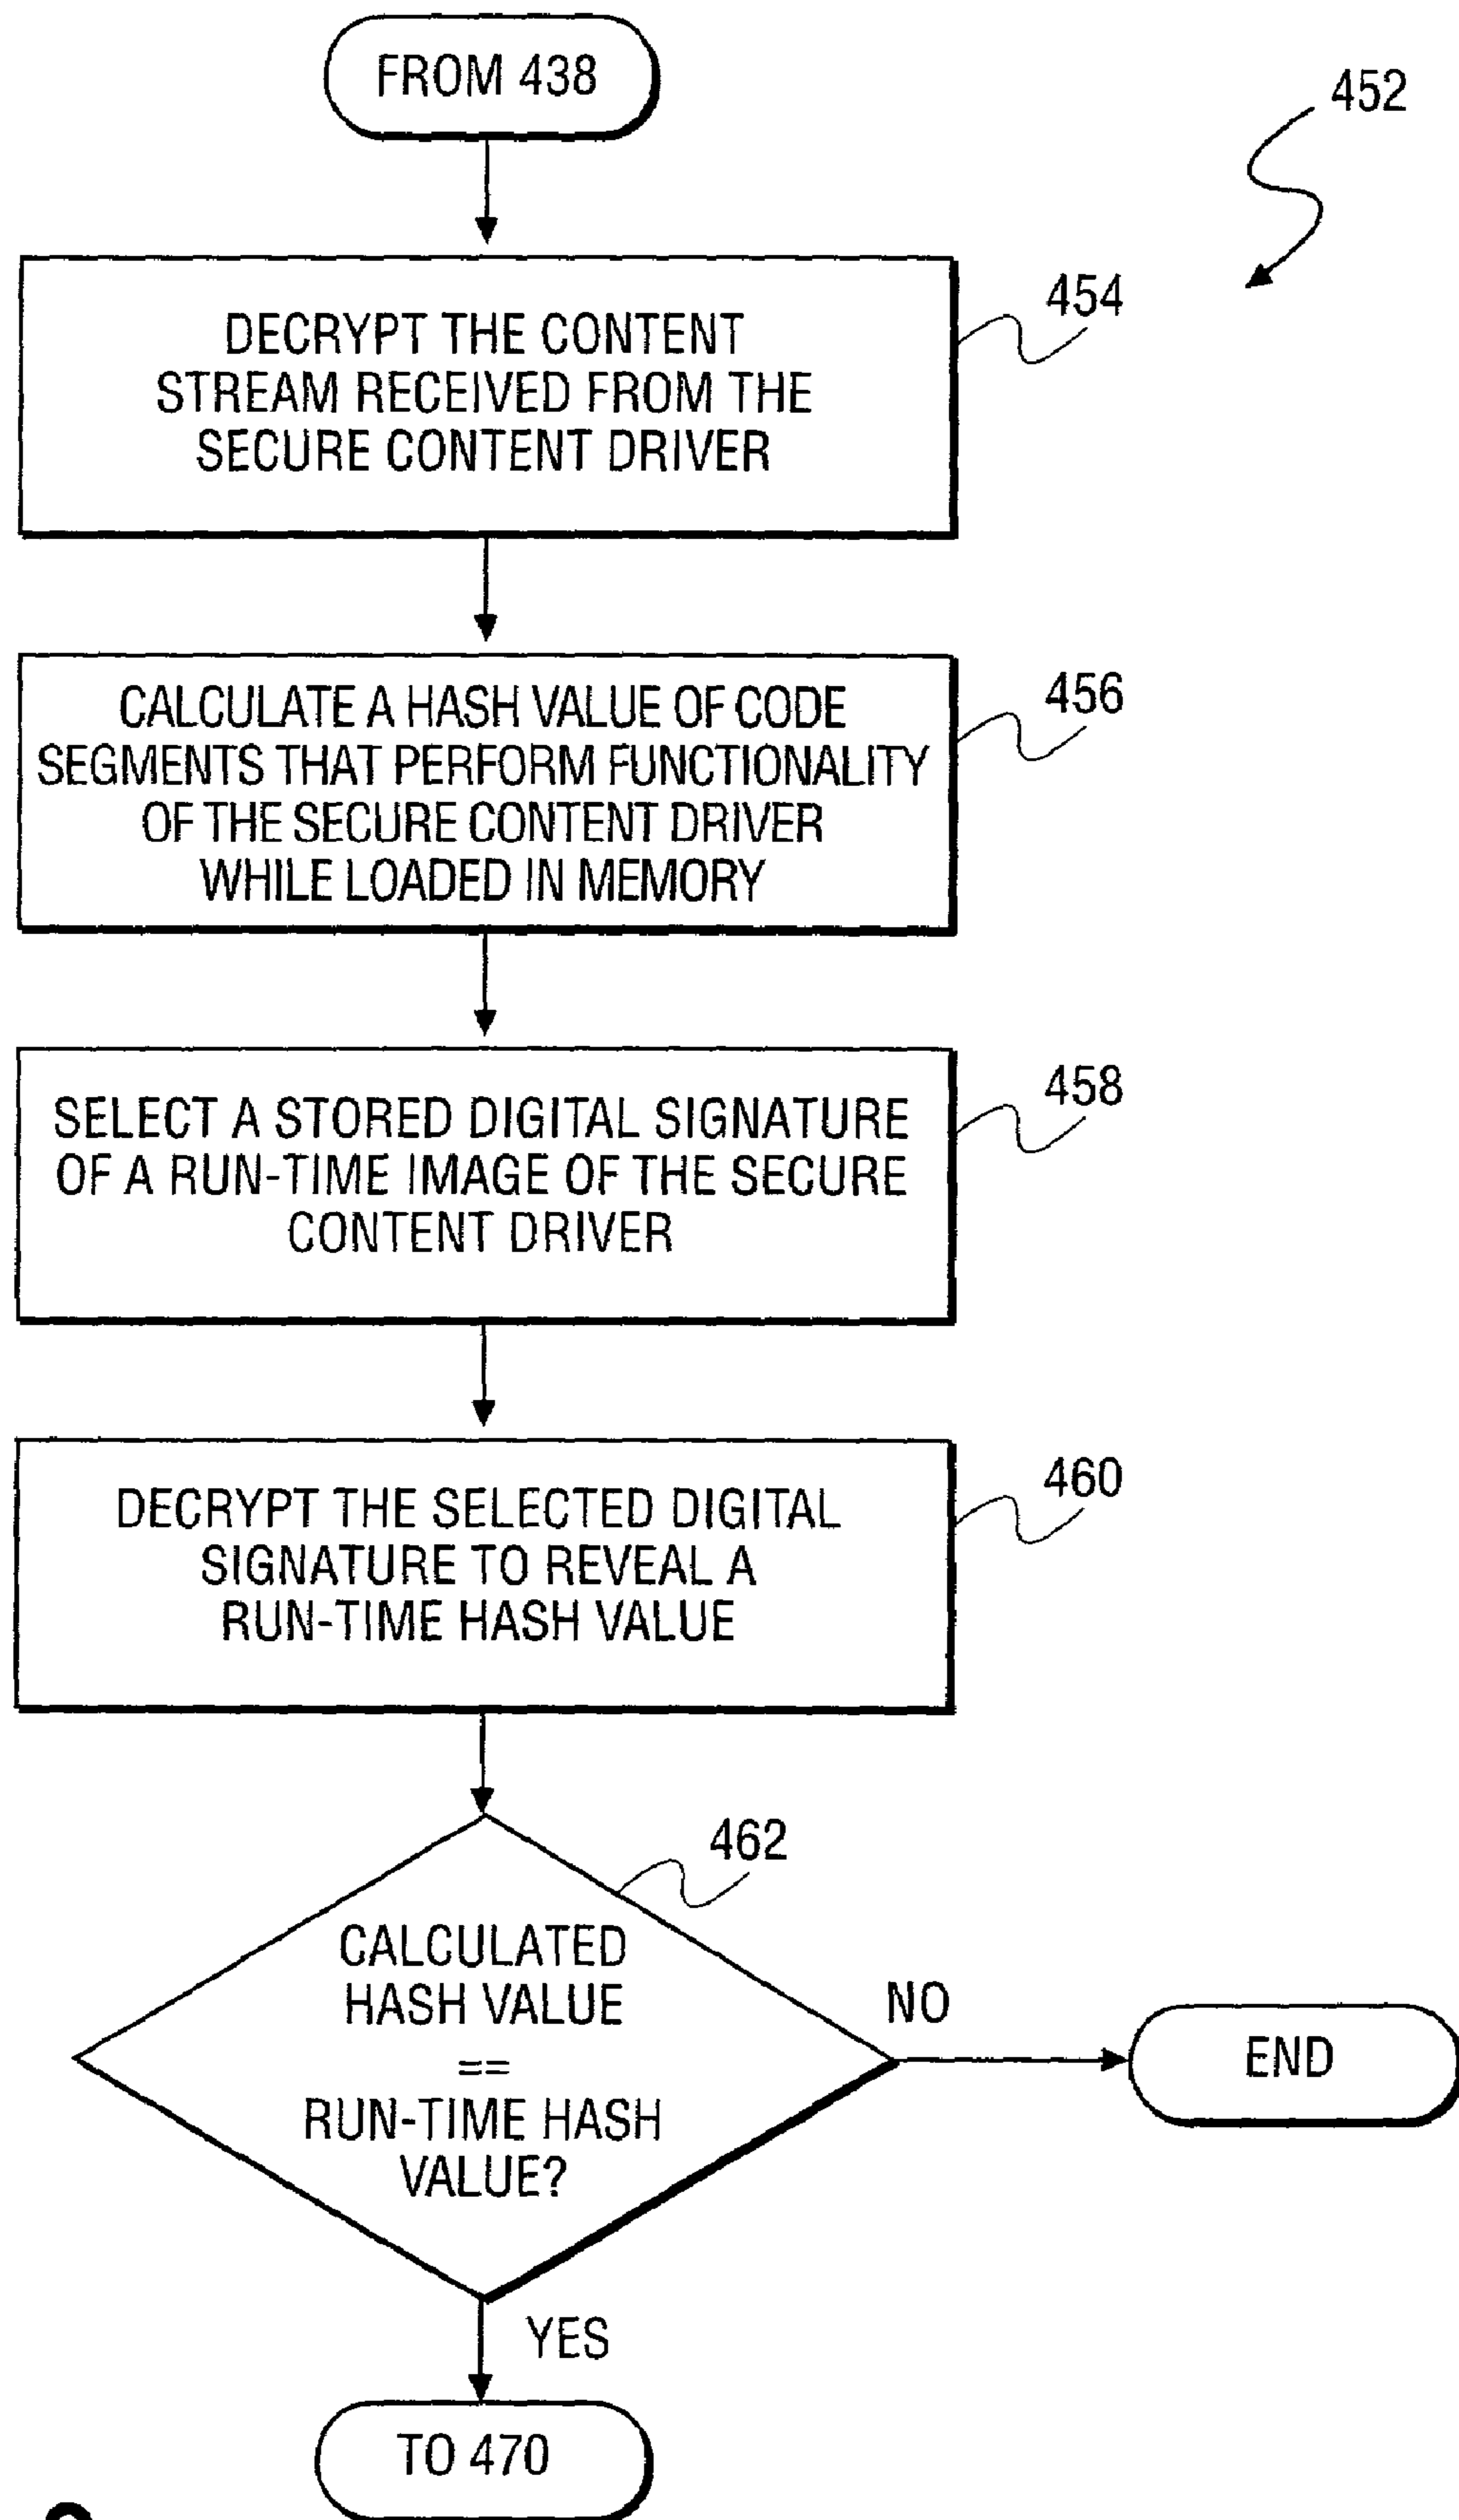 FROM 438
452
DECRYPT THE CONTENT
STREAM RECEIVED FROM THE
SECURE CONTENT DRIVER
454
CALCULATE A HASH VALUE OF CODE
SEGMENTS THAT PERFORM FUNCTIONALITY
OF THE SECURE CONTENT DRIVER
WHILE LOADED IN MEMORY
456
SELECT A STORED DIGITAL SIGNATURE
OF A RUN-TIME IMAGE OF THE SECURE
CONTENT DRIVER
458
DECRYPT THE SELECTED DIGITAL
SIGNATURE TO REVEAL A
RUN-TIME HASH VALUE
460
462
CALCULATED
HASH VALUE
==
RUN-TIME HASH
VALUE?
NO
END
YES
TO 470